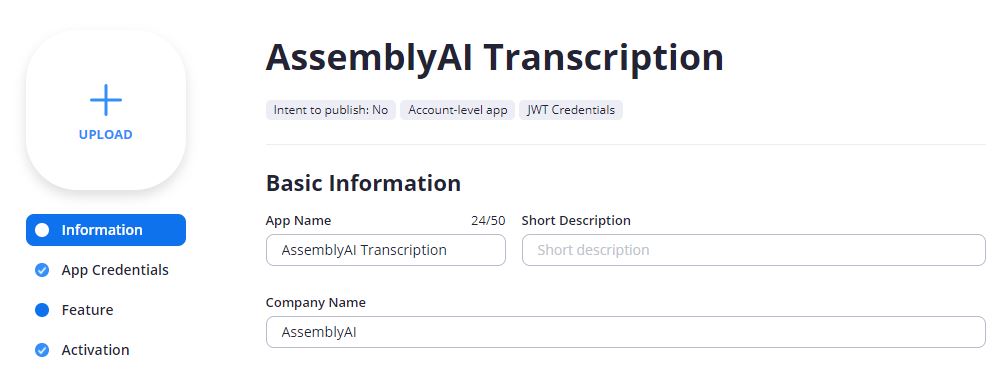 AssemblyAI Transcription
Intent to publish: No Account-level app JWT Credentials
UPLOAD
Information
App Credentials
Feature
Activation
Basic Information
App Name 24/50 Short Description
AssemblyAI Transcription Short description
Company Name
AssemblyAI